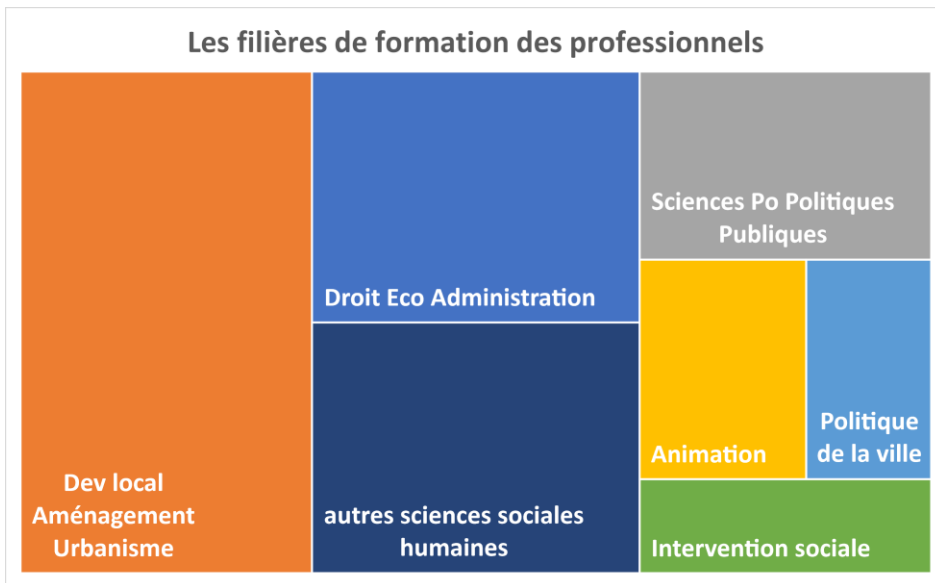 Les filières de formation des professionnels
Dev local
Aménagement
Urbanisme
Droit Eco Administration
autres sciences sociales
humaines
Sciences Po Politiques
Publiques
Animation
Politique
de la ville
Intervention sociale